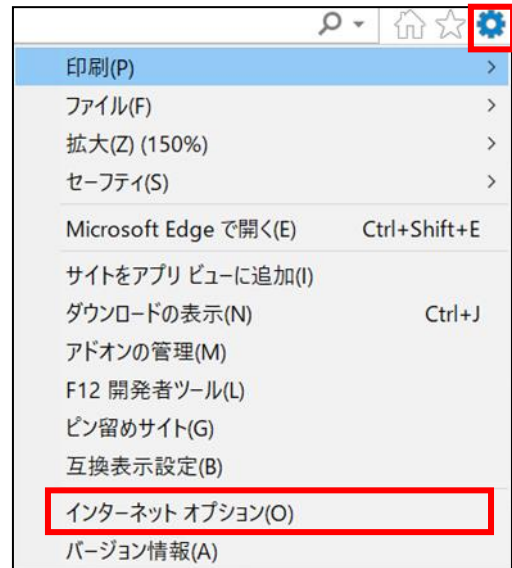 印刷(P)
ファイル(F)
拡大(Z) (150%)
セーフティ(S)
Microsoft Edge で開く(E) Ctrl+Shift+E
サイトをアプリ ビューに追加(I)
ダウンロードの表示(N) Ctrl+J
アドオンの管理(M)
F12 開発者ツール(L)
ピン留めサイト(G)
互換表示設定(B)
インターネット オプション(O)
バージョン情報(A)